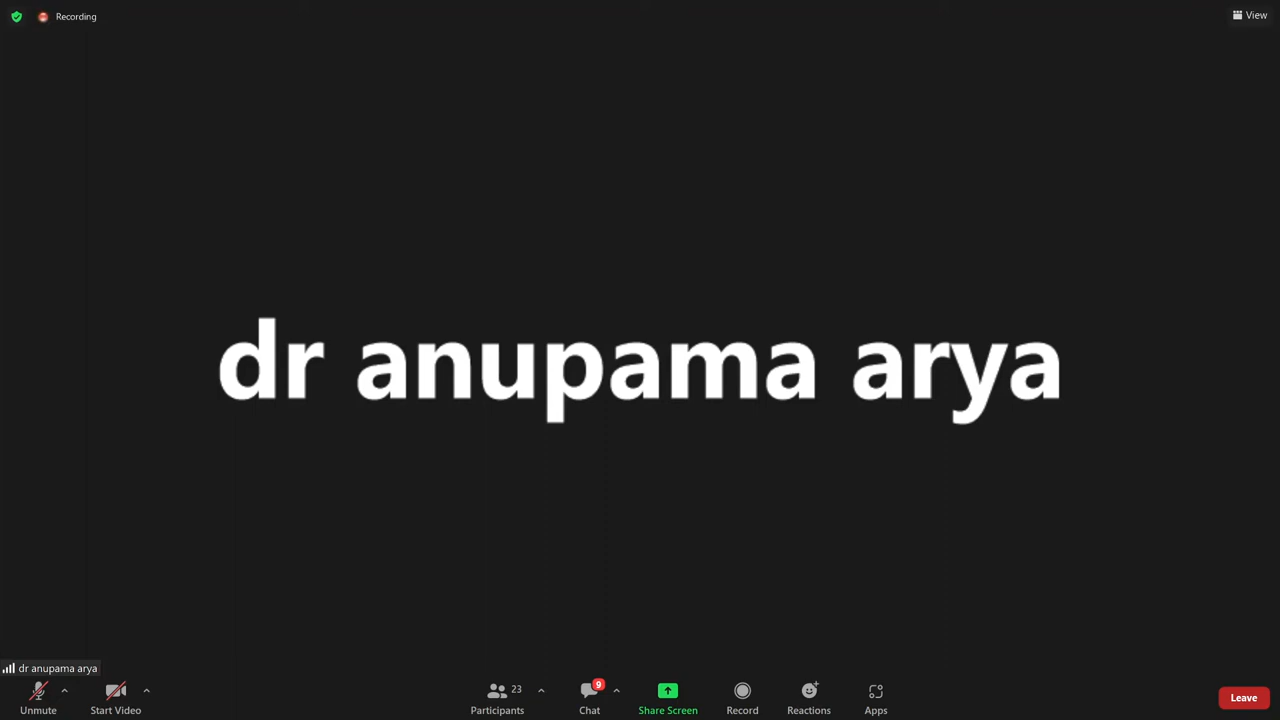 Recording
View
dr anupama arya
dr anupama arya
Unmute
Start Video
23
Participants
9
Chat
Share Screen
Record
Reactions
Apps
Leave